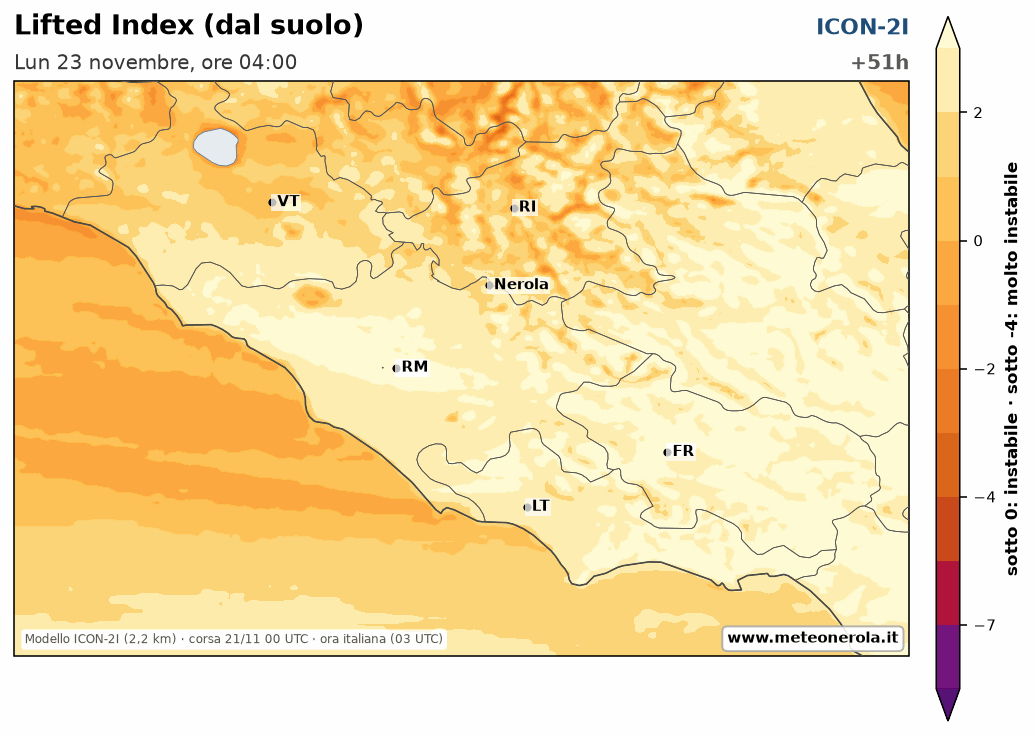 Lifted Index (dal suolo)
ICON-2I
Lun 23 novembre, ore 04:00
+51h
VT
RI
Nerola
RM
FR
LT
2
0
−2
−4
−7
sotto 0: instabile · sotto -4: molto instabile
Modello ICON-2I (2,2 km) · corsa 21/11 00 UTC · ora italiana (03 UTC)
www.meteonerola.it